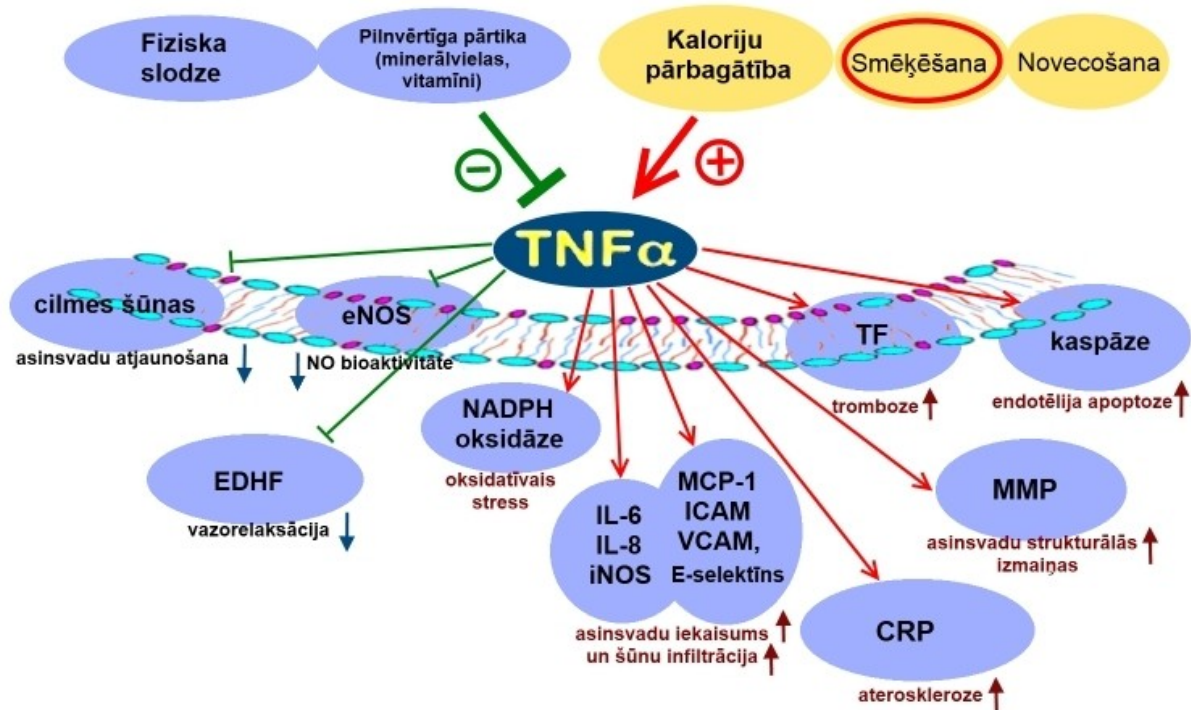 Fiziska
slodze
Pilnvērtīga pārtika
(minerālvielas,
vitamīni)
Kaloriju
pārbagātība
Smēķēšana
Novecošana
−
+
TNFα
cilmes šūnas
asinsvadu atjaunošana
eNOS
NO bioaktivitāte
TF
tromboze
kaspāze
endotēlija apoptoze
EDHF
vazorelaksācija
NADPH
oksidāze
oksidatīvais
stress
IL-6
IL-8
iNOS
MCP-1
ICAM
VCAM,
E-selektīns
asinsvadu iekaisums
un šūnu infiltrācija
MMP
asinsvadu strukturālās
izmaiņas
CRP
ateroskleroze